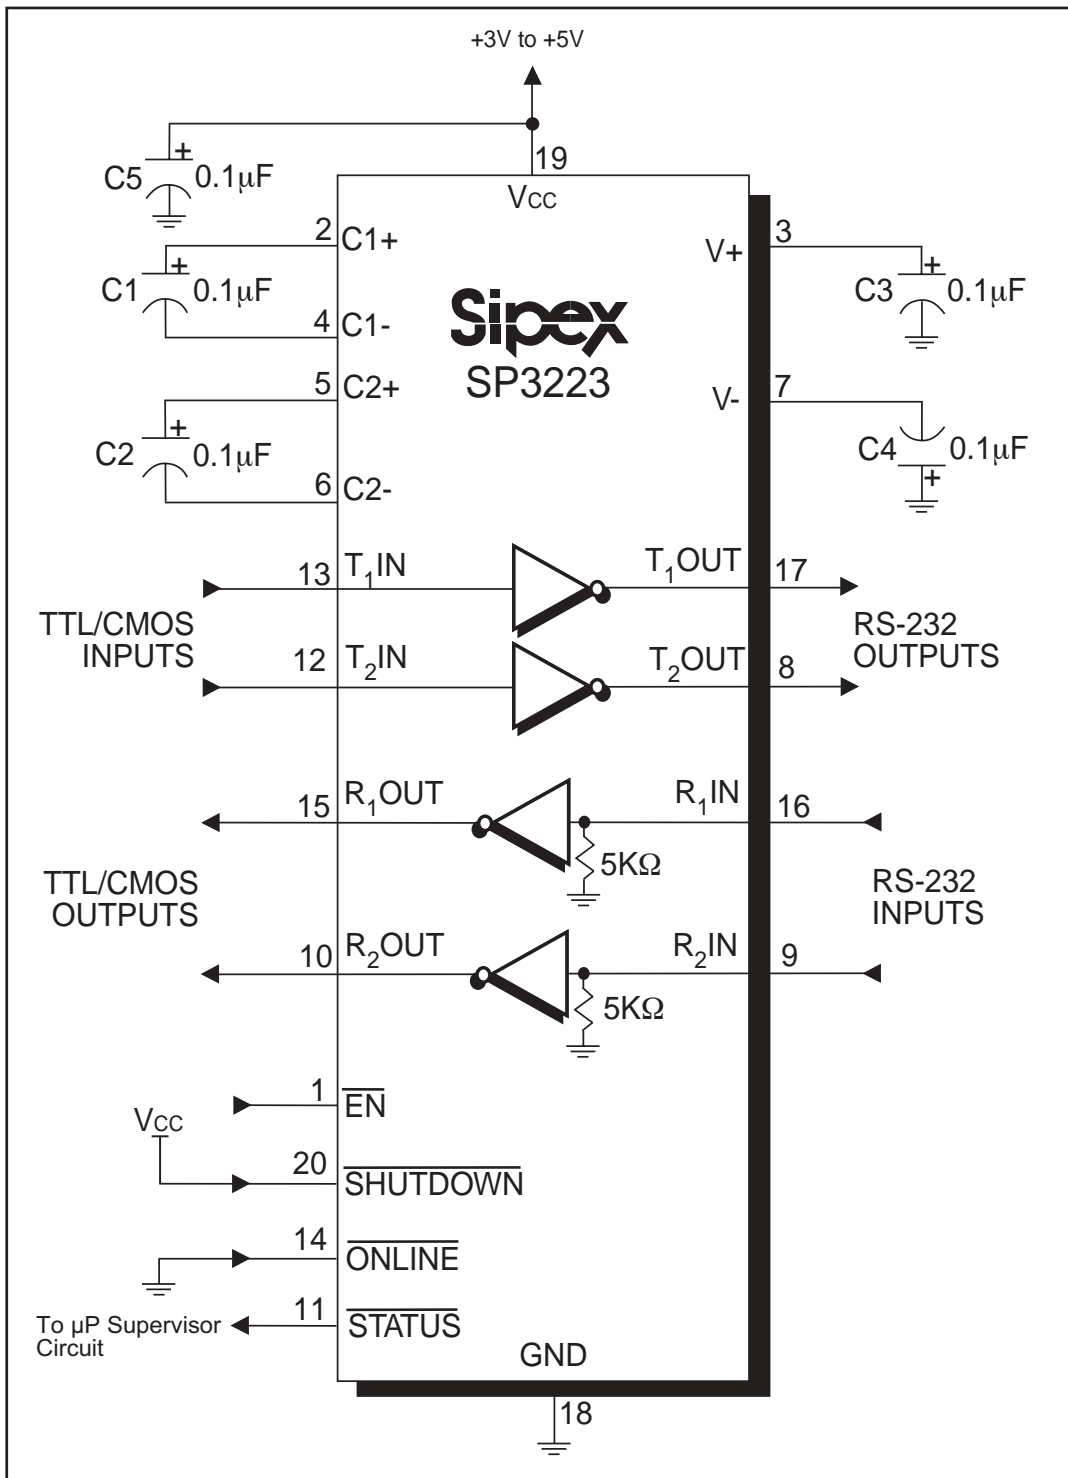 +3V to +5V
19
VCC
C5 + 0.1µF
2 C1+
C1 + 0.1µF
4 C1-
5 C2+
C2 + 0.1µF
6 C2-
Sipex
SP3223
V+ 3
C3 + 0.1µF
V- 7
C4 0.1µF
+
13 T1IN T1OUT 17
TTL/CMOS
INPUTS
12 T2IN T2OUT 8
RS-232
OUTPUTS
15 R1OUT R1IN 16
5KΩ
TTL/CMOS
OUTPUTS
RS-232
INPUTS
10 R2OUT R2IN 9
5KΩ
1 EN
VCC
20 SHUTDOWN
14 ONLINE
11 STATUS
To µP Supervisor
Circuit
GND
18